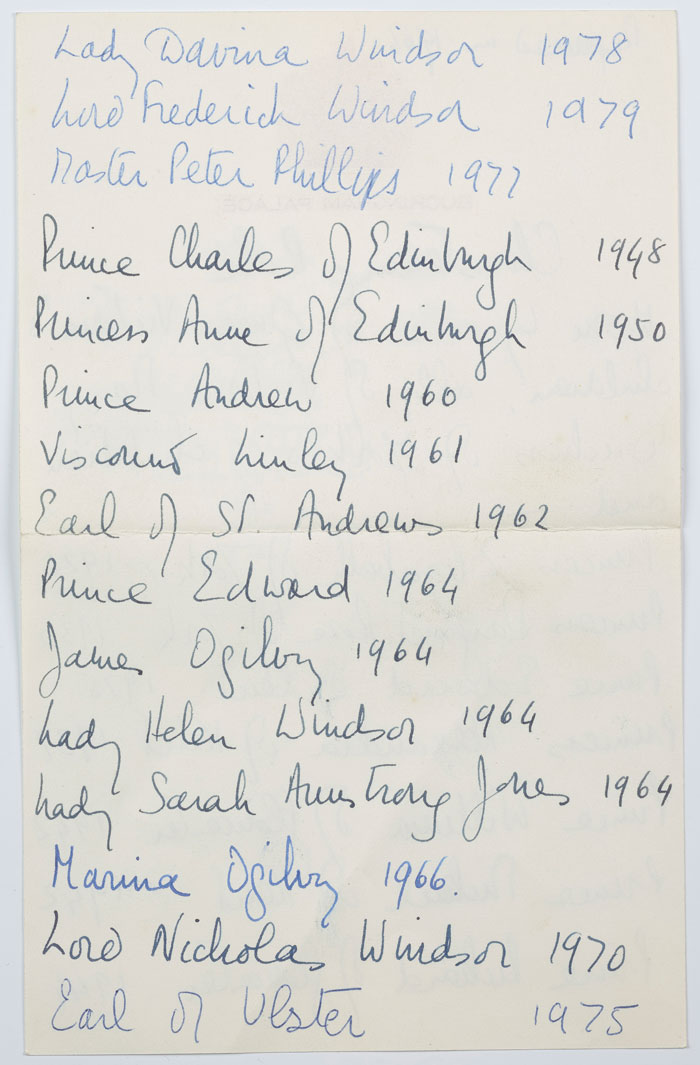 Lady Davina Windsor 1978
Lord Frederick Windsor 1979
Master Peter Phillips 1977
BUCKINGHAM PALACE
Prince Charles of Edinburgh 1948
Princess Anne of Edinburgh 1950
Prince Andrew 1960
Viscount Linley 1961
Earl of St. Andrews 1962
Prince Edward 1964
James Ogilvy 1964
Lady Helen Windsor 1964
Lady Sarah Armstrong Jones 1964
Marina Ogilvy 1966.
Lord Nicholas Windsor 1970
Earl of Ulster 1975